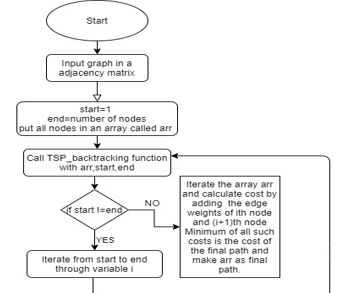 Start
Input graph in a
adjacency matrix
start=1
end=number of nodes
put all nodes in an array called arr
Call TSP_backtracking function
with arr,start,end
if start !=end
NO
YES
Iterate the array arr
and calculate cost by
adding the edge
weights of ith node
and (i+1)th node
Minimum of all such
costs is the cost of
the final path and
make arr as final
path.
Iterate from start to end
through variable i